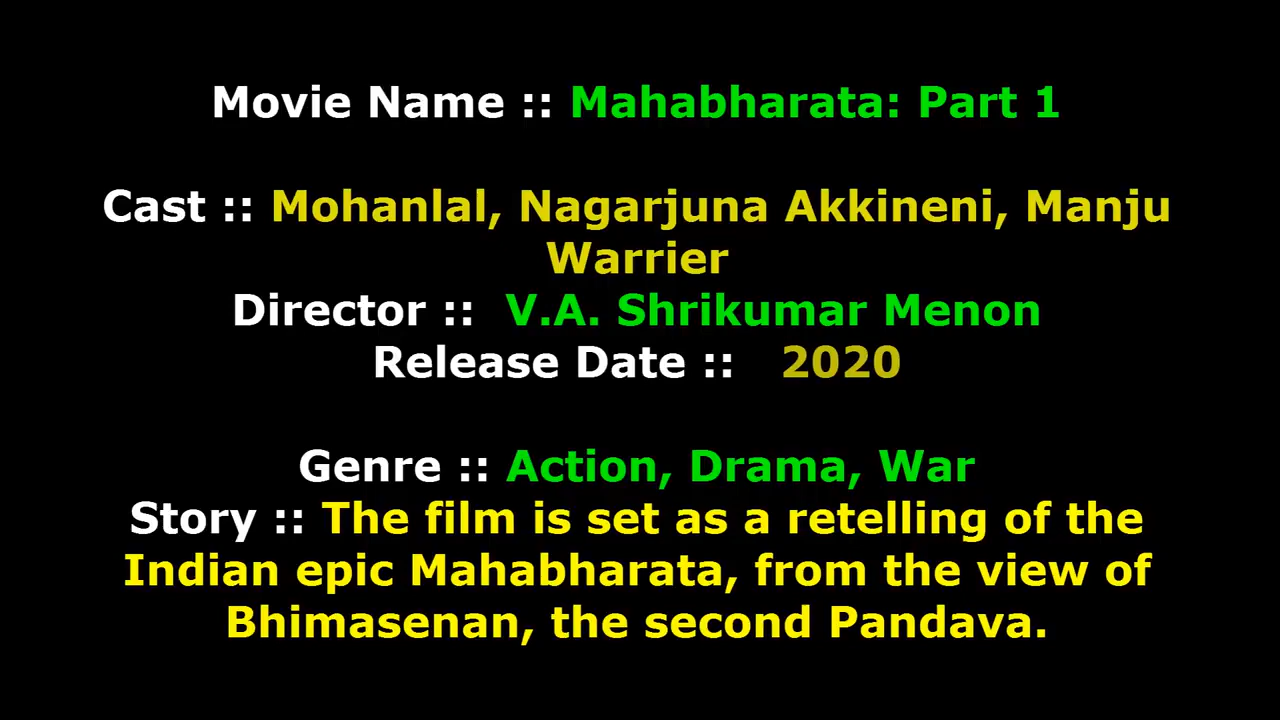 Movie Name :: Mahabharata: Part 1
Cast :: Mohanlal, Nagarjuna Akkineni, Manju
Warrier
Director :: V.A. Shrikumar Menon
Release Date :: 2020
Genre :: Action, Drama, War
Story :: The film is set as a retelling of the
Indian epic Mahabharata, from the view of
Bhimasenan, the second Pandava.